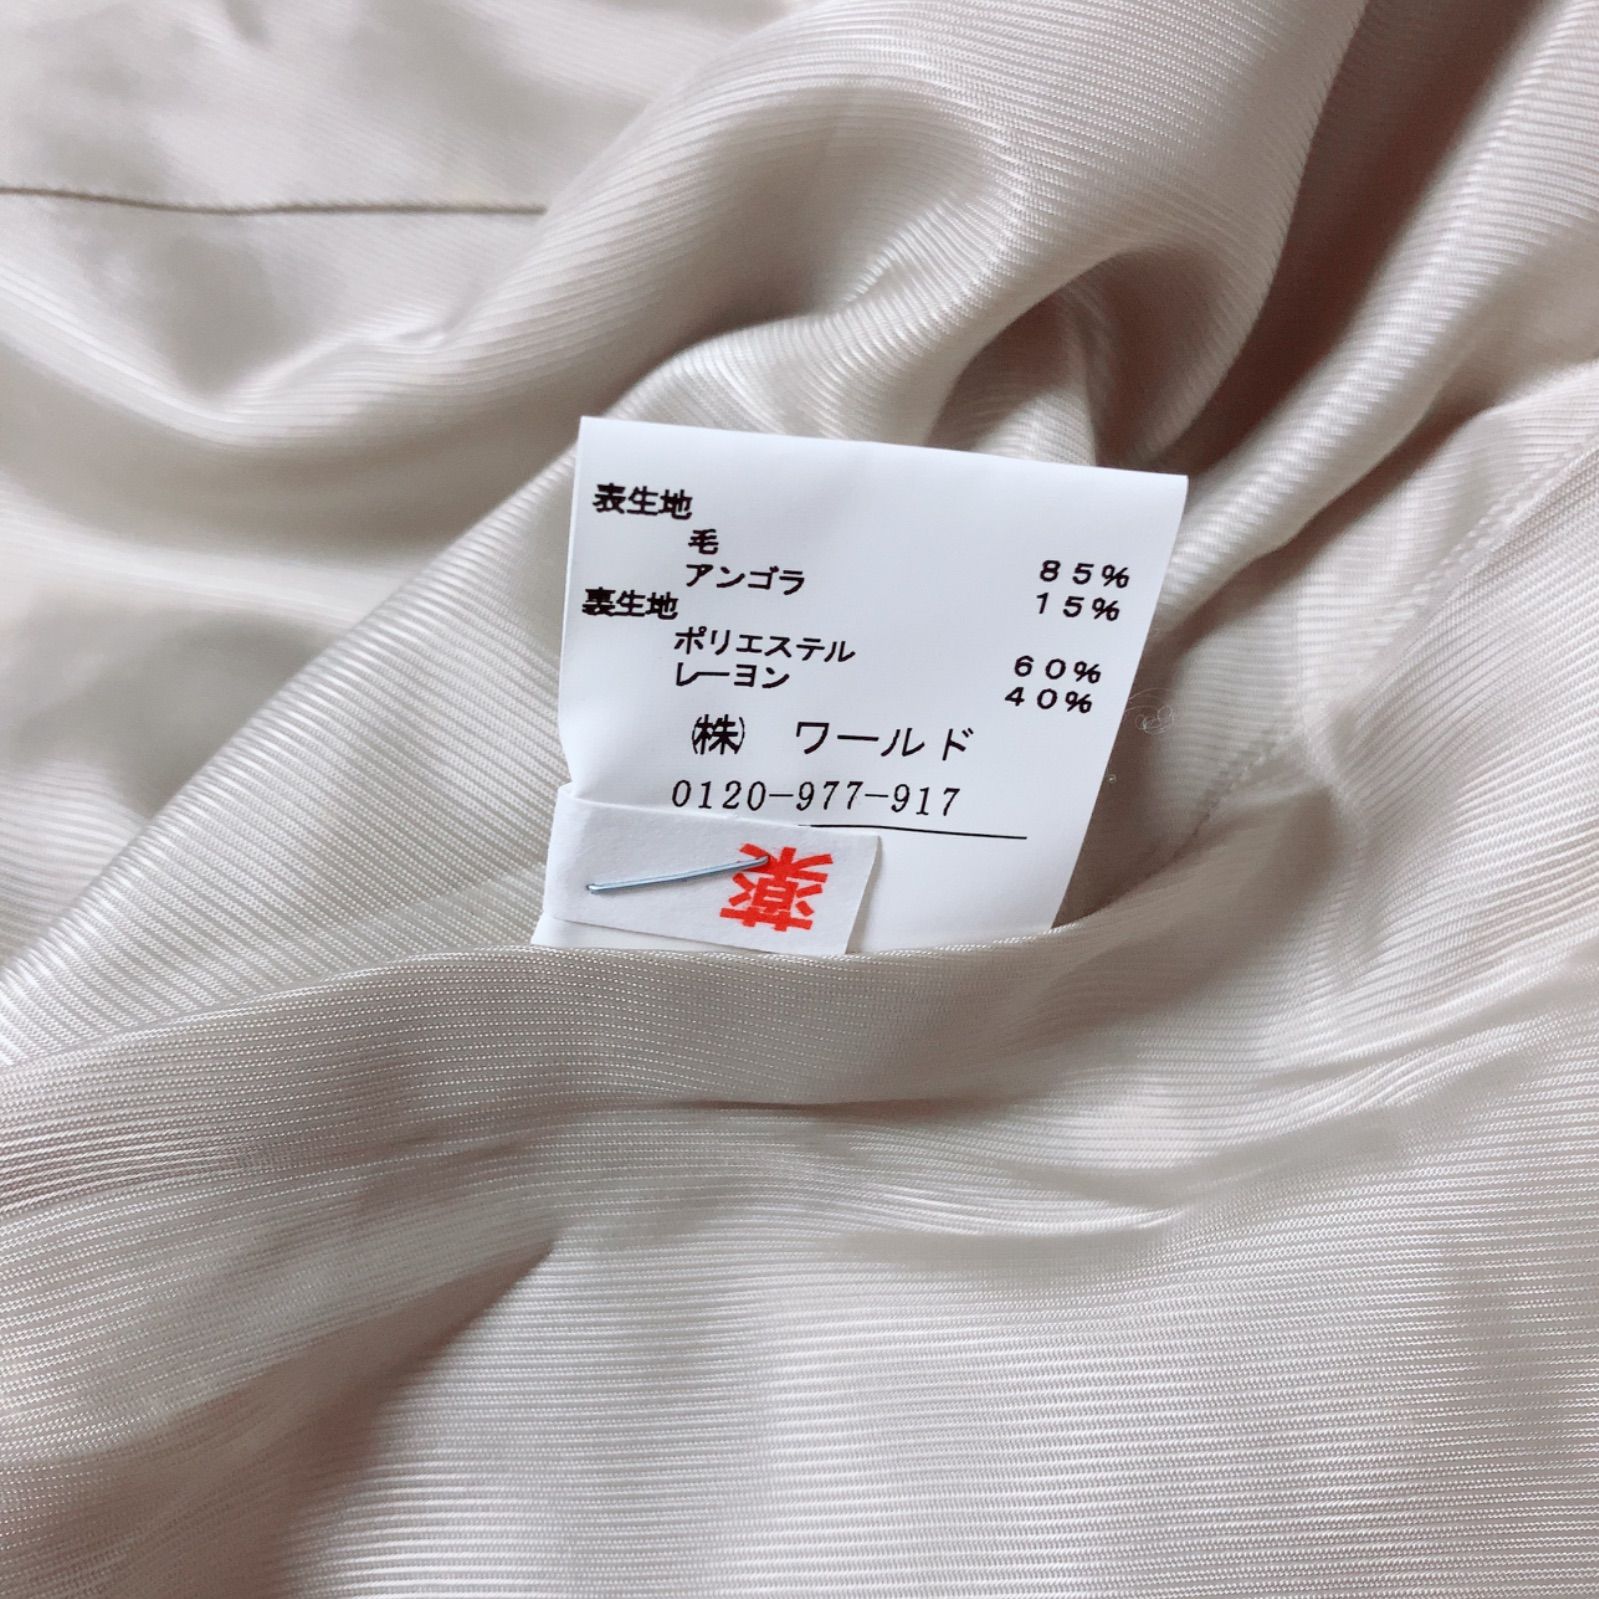 表生地
毛 85%
アンゴラ 15%
裏生地
ポリエステル 60%
レーヨン 40%
(株) ワールド
0120-977-917
薬